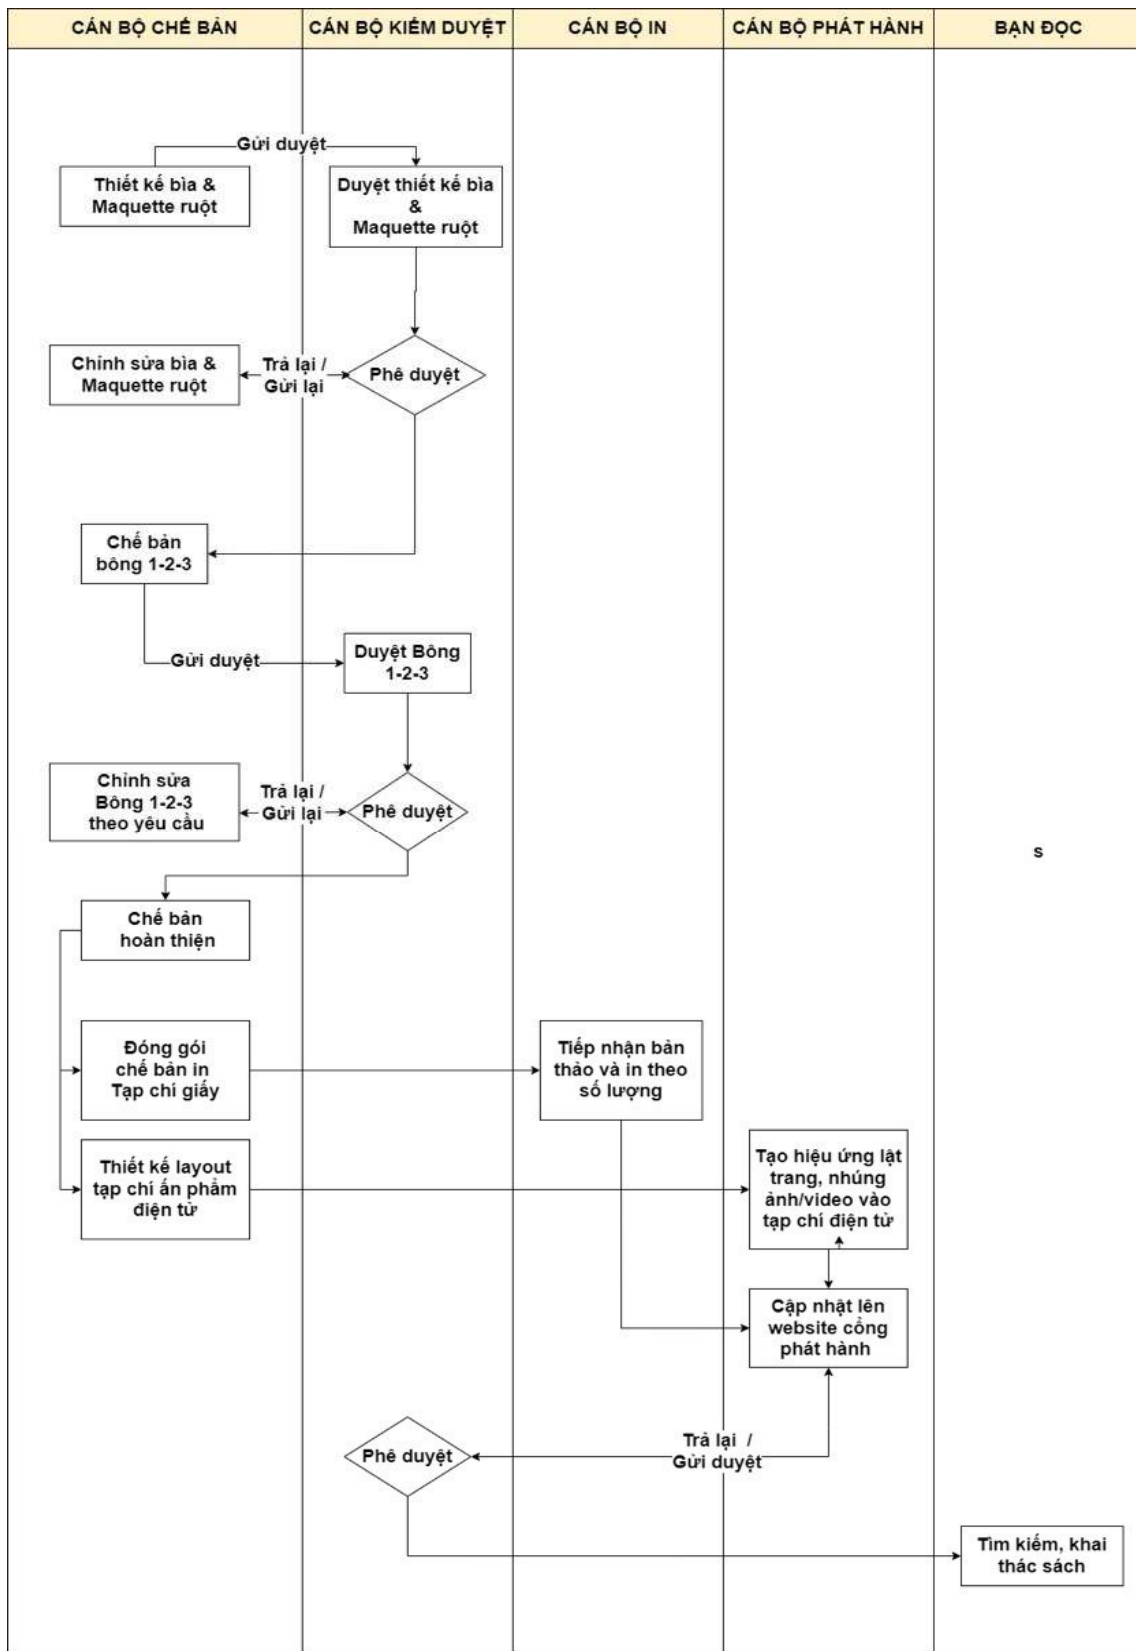 CÁN BỘ CHẾ BẢN
CÁN BỘ KIỂM DUYỆT
CÁN BỘ IN
CÁN BỘ PHÁT HÀNH
BẠN ĐỌC
Gửi duyệt
Thiết kế bìa &
Maquette ruột
Duyệt thiết kế bìa
&
Maquette ruột
Chỉnh sửa bìa &
Maquette ruột
Trả lại /
Gửi lại
Phê duyệt
Chế bản
bông 1-2-3
Gửi duyệt
Duyệt Bông
1-2-3
Chỉnh sửa
Bông 1-2-3
theo yêu cầu
Trả lại /
Gửi lại
Phê duyệt
s
Chế bản
hoàn thiện
Đóng gói
chế bản in
Tạp chí giấy
Tiếp nhận bản
thảo và in theo
số lượng
Thiết kế layout
tạp chí ấn phẩm
điện tử
Tạo hiệu ứng lật
trang, nhúng
ảnh/video vào
tạp chí điện tử
Cập nhật lên
website cổng
phát hành
Phê duyệt
Trả lại /
Gửi duyệt
Tìm kiếm, khai
thác sách